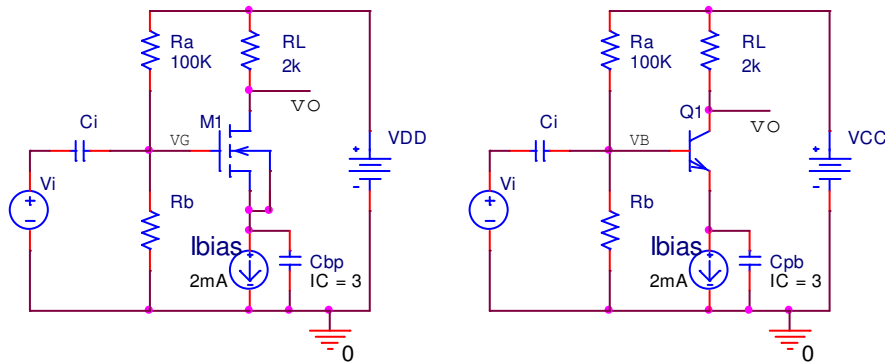 Ra
100K
RL
2k
VO
M1
VG
Ci
Vi
Rb
VDD
Ibias
2mA
Cbp
IC = 3
0
Ra
100K
RL
2k
Q1
VO
VB
Ci
Vi
Rb
VCC
Ibias
2mA
Cpb
IC = 3
0